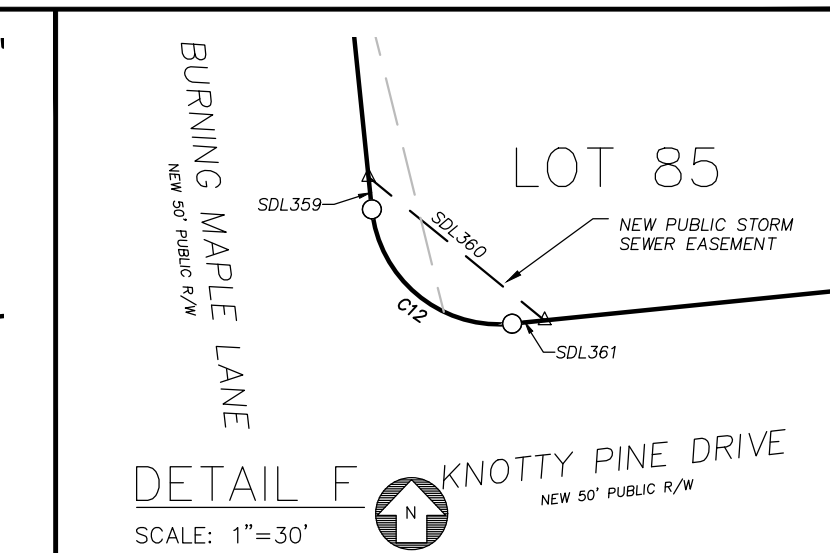 BURNING MAPLE LANE
NEW 50' PUBLIC R/W
LOT 85
SDL359
SDL360
NEW PUBLIC STORM
SEWER EASEMENT
C12
SDL361
KNOTTY PINE DRIVE
NEW 50' PUBLIC R/W
DETAIL F
N
SCALE: 1"=30'